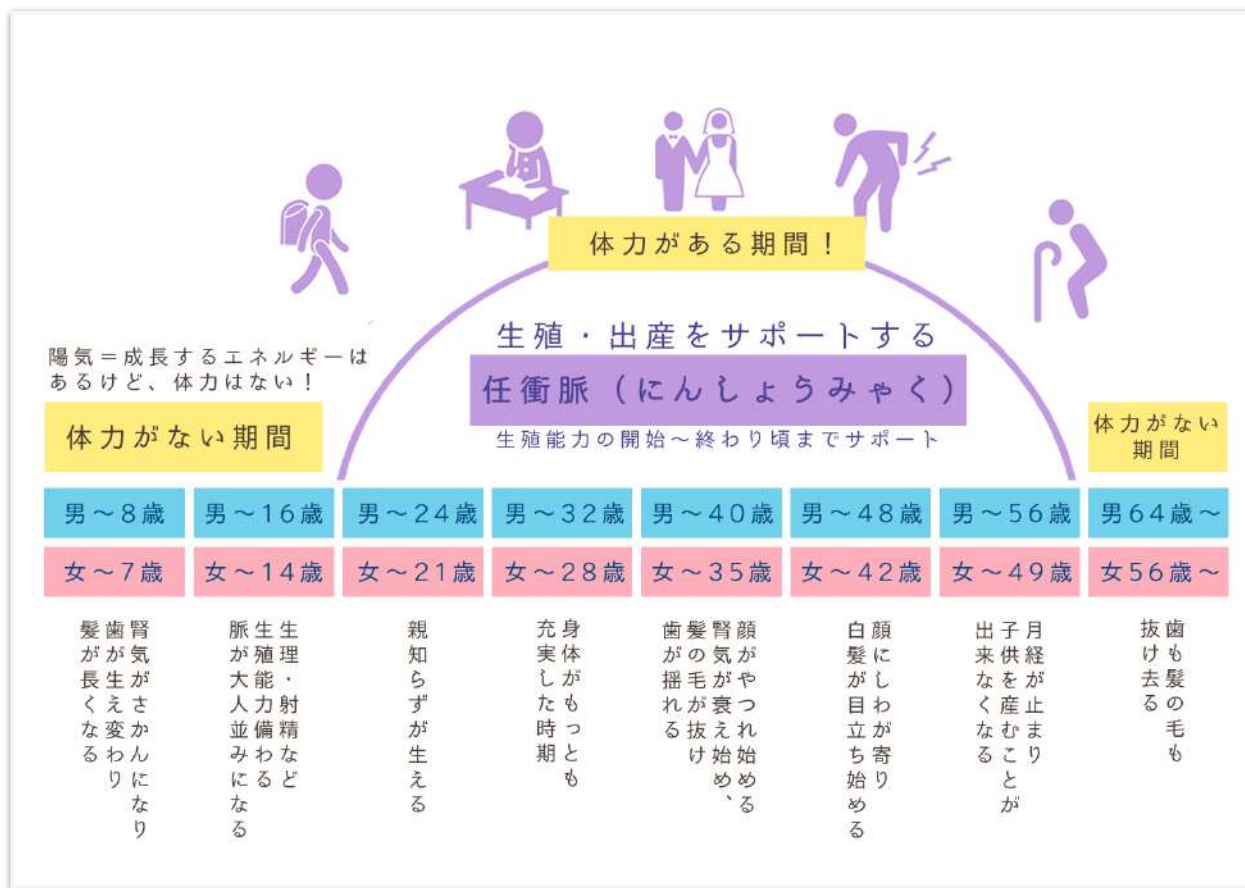 体力がある期間！
生殖・出産をサポートする
任衝脈（にんしょうみゃく）
生殖能力の開始～終わり頃までサポート
陽気＝成長するエネルギーは
あるけど、体力はない！
体力がない期間
体力がない
期間
男～8歳
男～16歳
男～24歳
男～32歳
男～40歳
男～48歳
男～56歳
男64歳～
女～7歳
女～14歳
女～21歳
女～28歳
女～35歳
女～42歳
女～49歳
女56歳～
腎気がさかんになり
歯が生え変わり
髪が長くなる
生理・射精など
生殖能力備わる
脈が大人並みになる
親知らずが生える
身体がもっとも
充実した時期
顔がやつれ始める
腎気が衰え始め、
髪の毛が抜け
歯が揺れる
顔にしわが寄り
白髪が目立ち始める
月経が止まり
子供を産むことが
出来なくなる
歯も髪の毛も
抜け去る